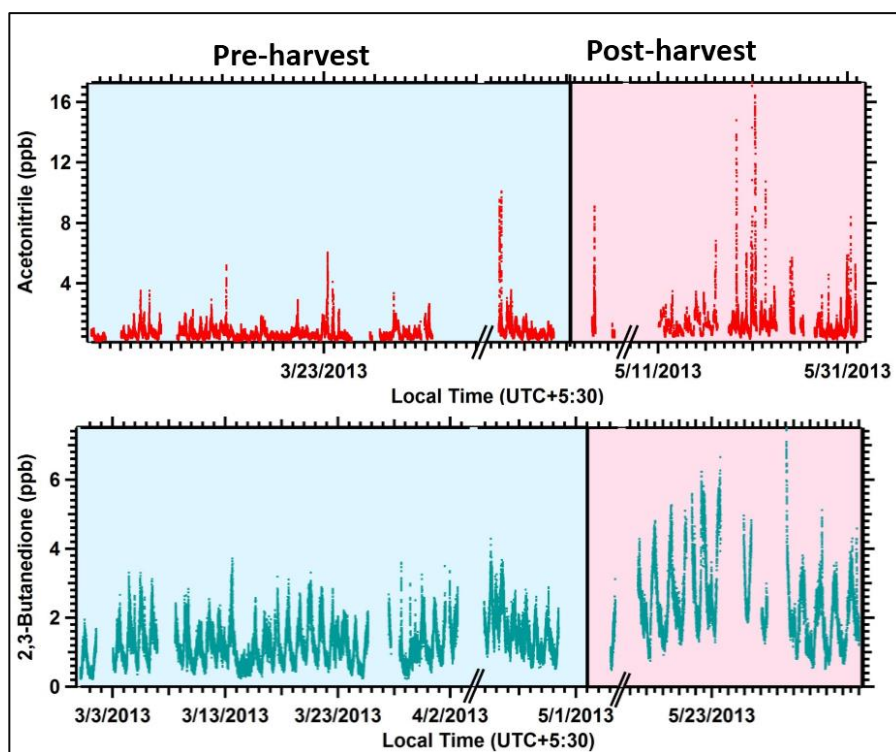 Pre-harvest Post-harvest
Acetonitrile (ppb)
16
12
8
4
3/23/2013 5/11/2013 5/31/2013
Local Time (UTC+5:30)
2,3-Butanedione (ppb)
6
4
2
0
3/3/2013 3/13/2013 3/23/2013 4/2/2013 5/1/2013 5/23/2013
Local Time (UTC+5:30)